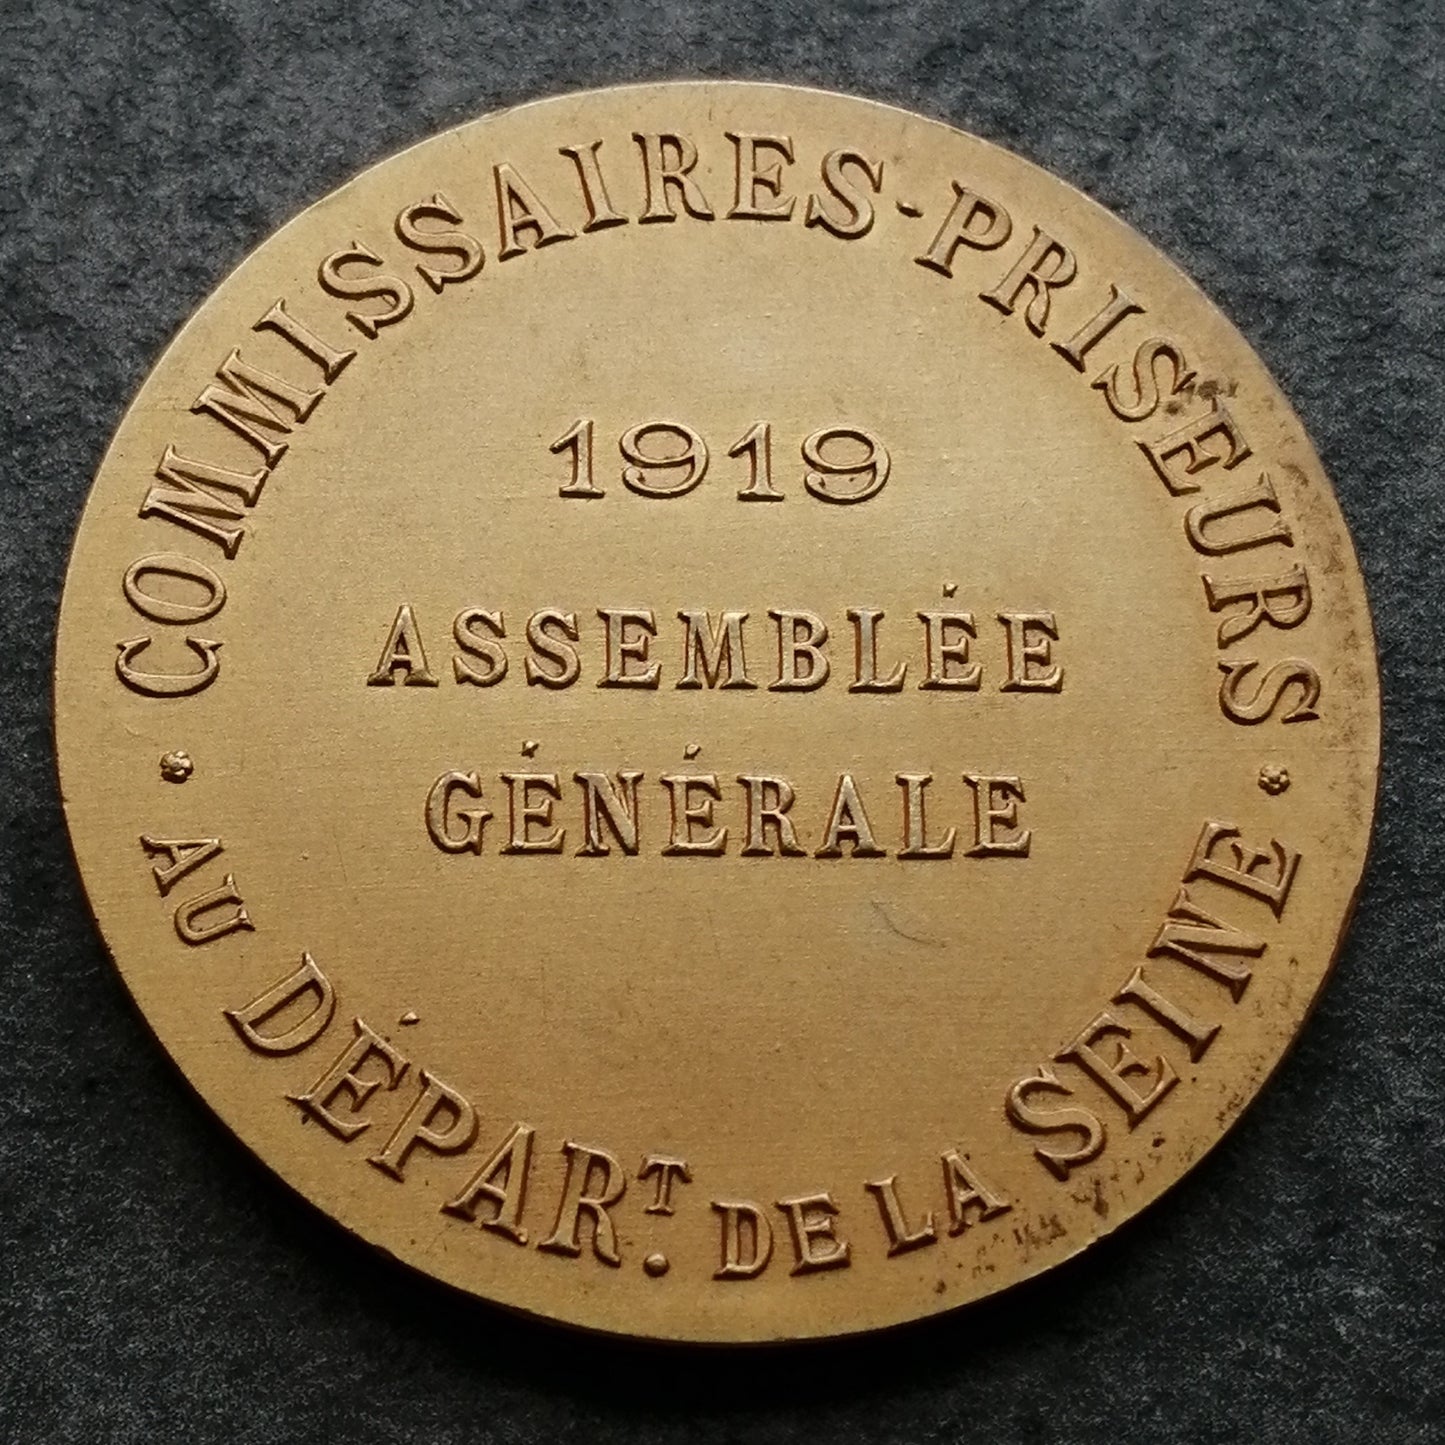 COMMISSAIRES-PRISEURS
1919
ASSEMBLÉE
GÉNÉRALE
· AU DÉPART. DE LA SEINE ·